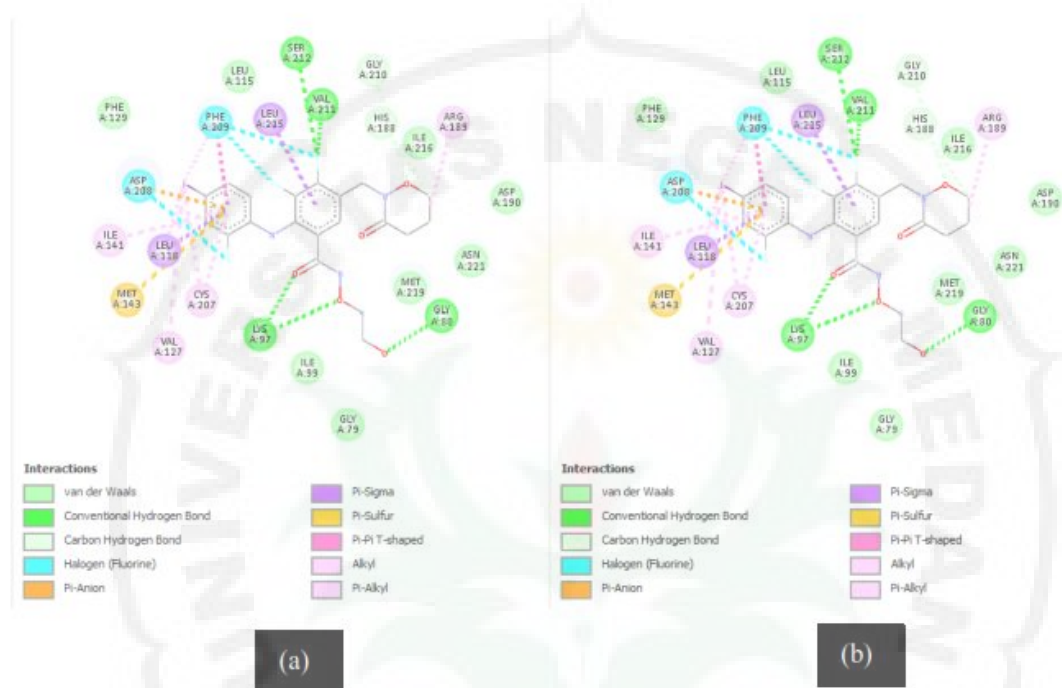 SER
A:212
LEU
A:115
GLY
A:210
VAL
A:211
PHE
A:129
PHE
A:209
LEU
A:215
HIS
A:188
ILE
A:216
ARG
A:189
ASP
A:208
ASP
A:190
ILE
A:141
LEU
A:118
ASN
A:221
MET
A:143
CYS
A:207
MET
A:219
GLY
A:80
LYS
A:97
VAL
A:127
ILE
A:99
GLY
A:79
Interactions
van der Waals
Conventional Hydrogen Bond
Carbon Hydrogen Bond
Halogen (Fluorine)
Pi-Anion
Pi-Sigma
Pi-Sulfur
Pi-Pi T-shaped
Alkyl
Pi-Alkyl
(a)
SER
A:212
LEU
A:115
GLY
A:210
VAL
A:211
PHE
A:129
PHE
A:209
LEU
A:215
HIS
A:188
ILE
A:216
ARG
A:189
ASP
A:208
ASP
A:190
ILE
A:141
LEU
A:118
ASN
A:221
MET
A:143
CYS
A:207
MET
A:219
GLY
A:80
LYS
A:97
VAL
A:127
ILE
A:99
GLY
A:79
Interactions
van der Waals
Conventional Hydrogen Bond
Carbon Hydrogen Bond
Halogen (Fluorine)
Pi-Anion
Pi-Sigma
Pi-Sulfur
Pi-Pi T-shaped
Alkyl
Pi-Alkyl
(b)